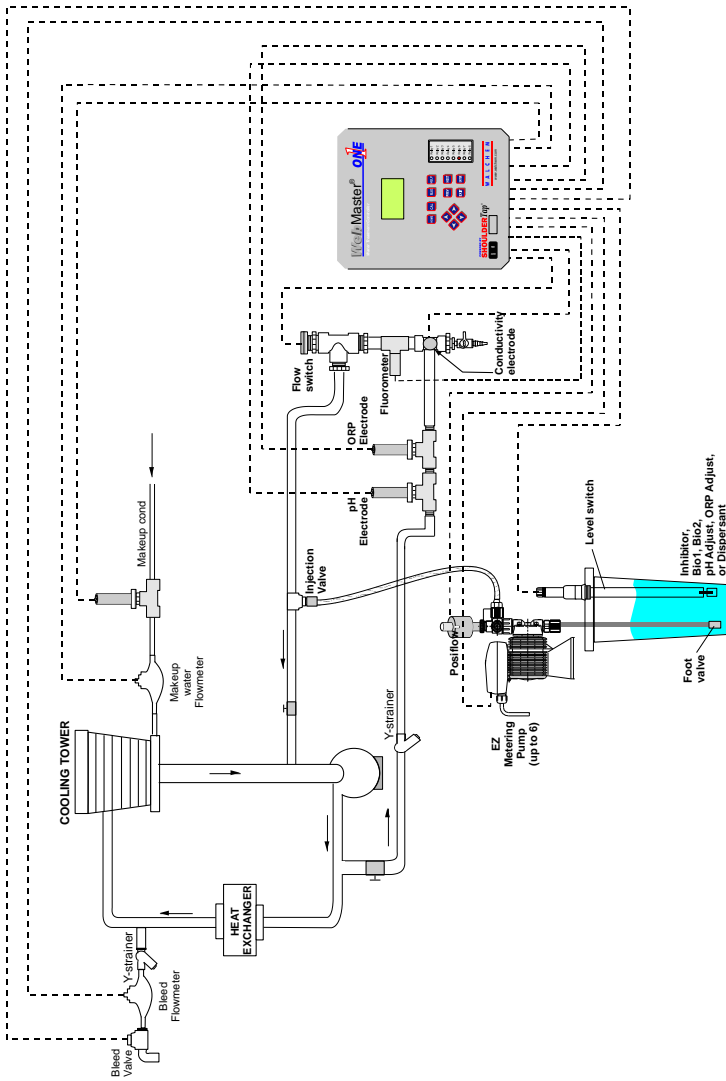 WebMaster® ONE
WALCHEM
SHOULDERTap
Flow
switch
Fluorometer
Conductivity
electrode
ORP
Electrode
pH
Electrode
Makeup cond
Makeup
water
Flowmeter
COOLING TOWER
Injection
Valve
Y-strainer
HEAT
EXCHANGER
Y-strainer
Bleed
Flowmeter
Bleed
Valve
Posiflow
EZ
Metering
Pump
(up to 6)
Level switch
Foot
valve
Inhibitor,
Bio1, Bio2,
pH Adjust, ORP Adjust,
or Dispersant